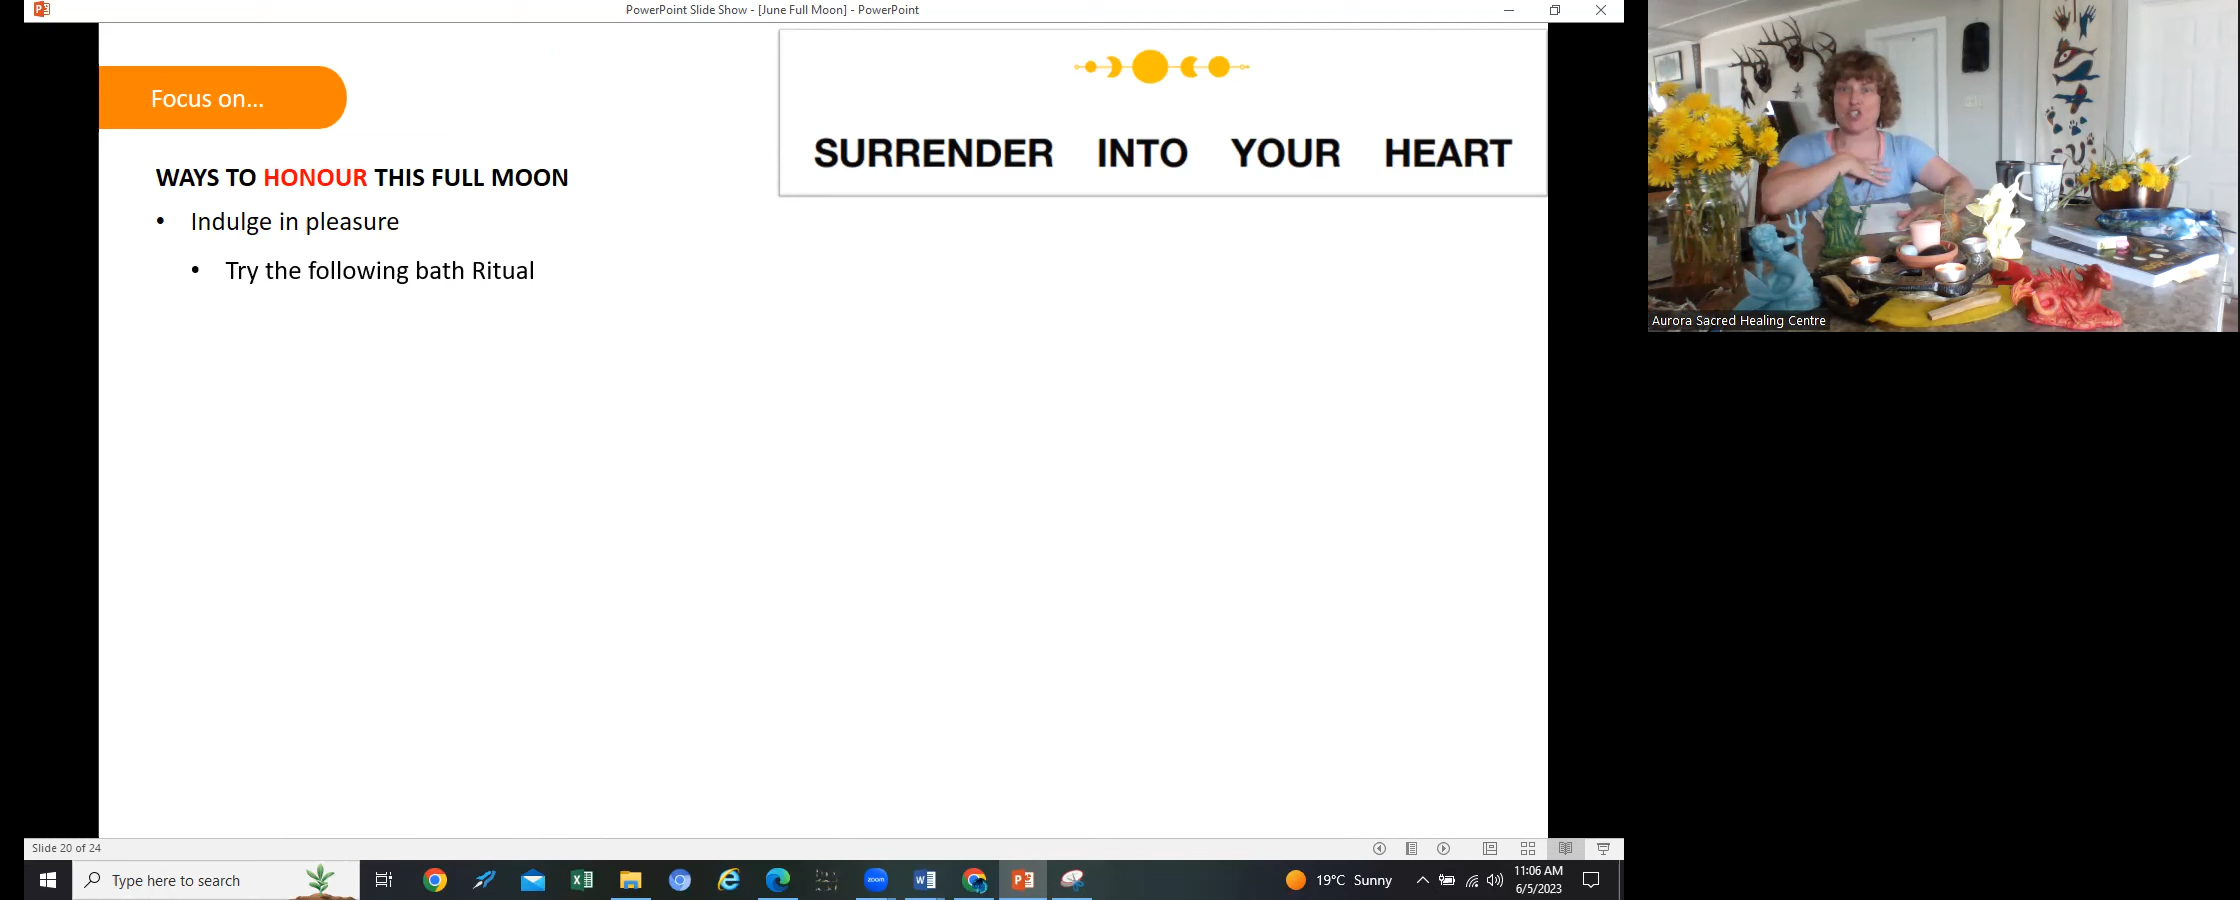 PowerPoint Slide Show - [June Full Moon] - PowerPoint
Focus on...
SURRENDER INTO YOUR HEART
WAYS TO HONOUR THIS FULL MOON
• Indulge in pleasure
• Try the following bath Ritual
Aurora Sacred Healing Centre
Slide 20 of 24
Type here to search
zoom
19°C Sunny
11:06 AM
6/5/2023